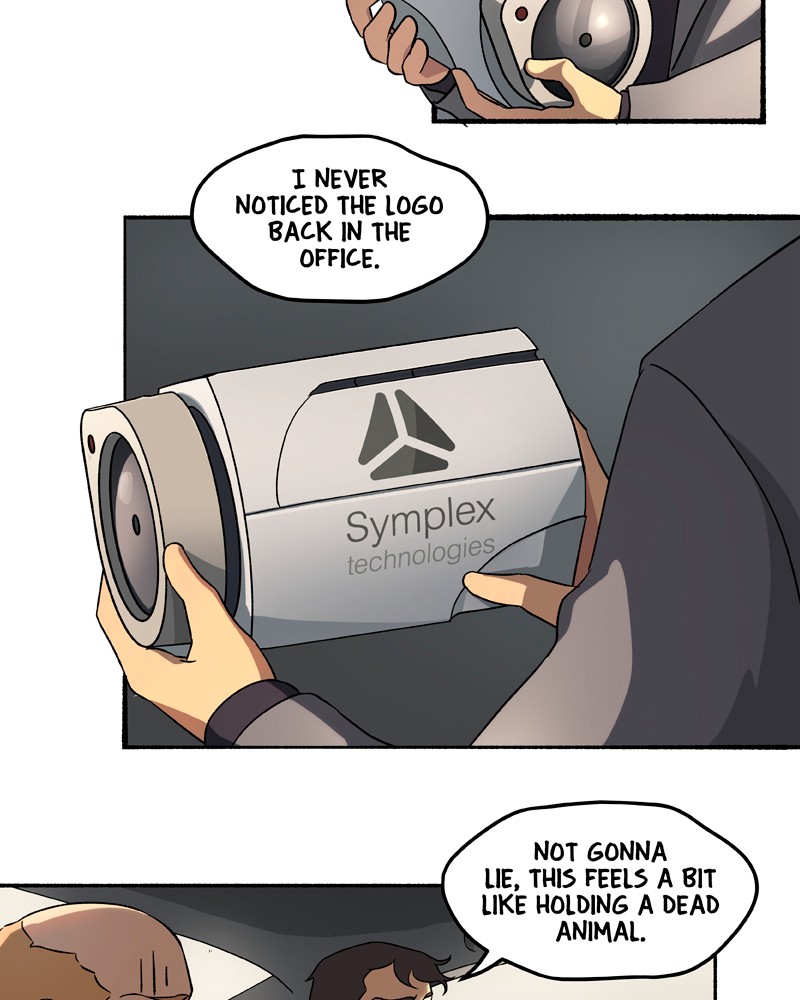 I NEVER
NOTICED THE LOGO
BACK IN THE
OFFICE.
Symplex
technologies
NOT GONNA
LIE, THIS FEELS A BIT
LIKE HOLDING A DEAD
ANIMAL.